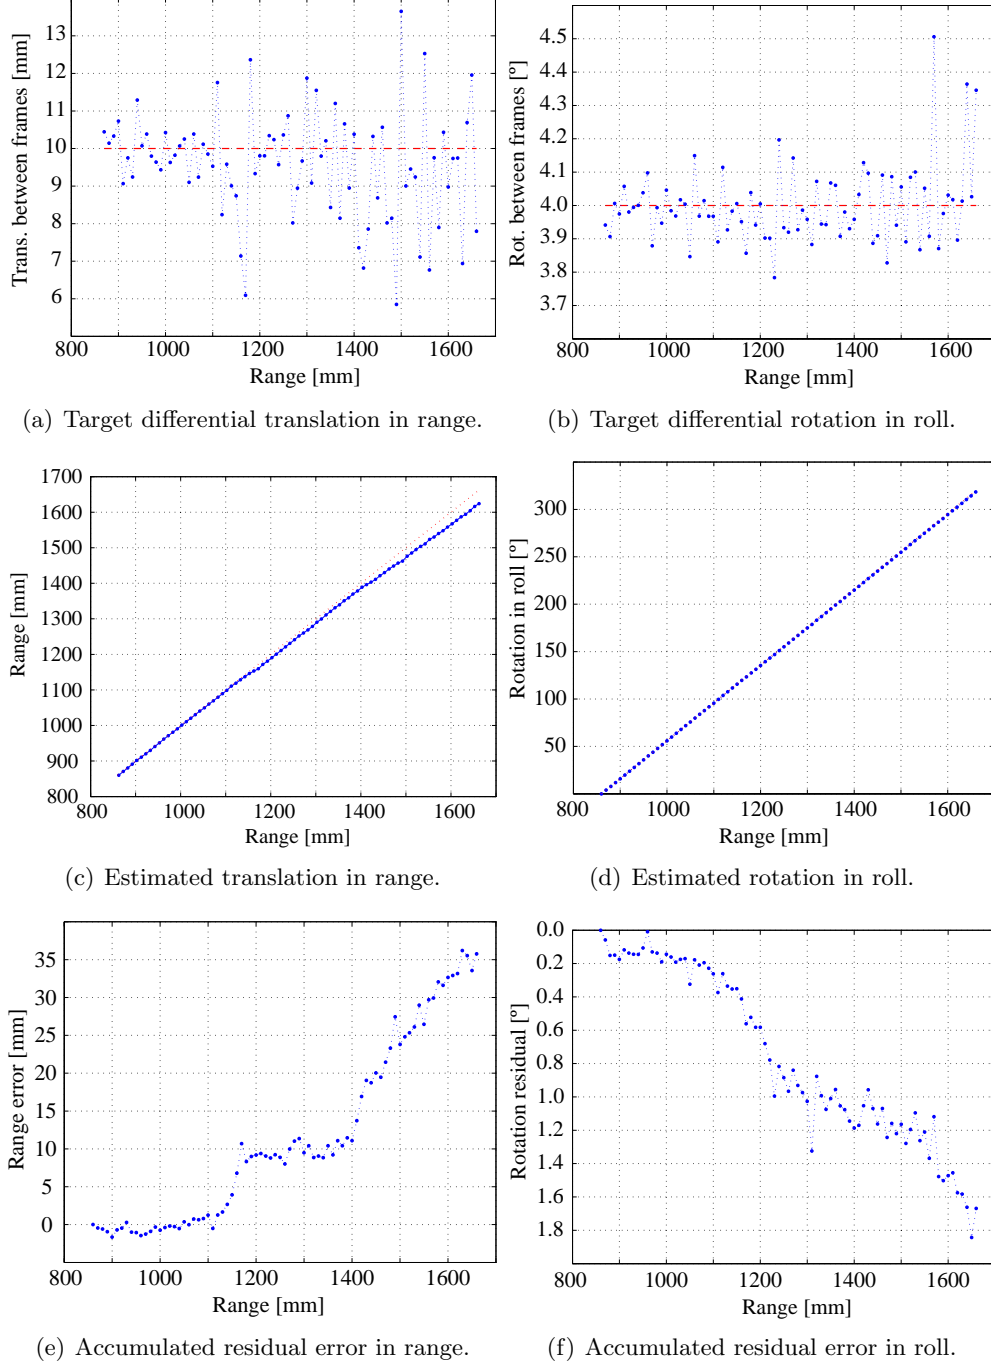 13
12
11
10
9
8
7
6
Trans. between frames [mm]
800 1000 1200 1400 1600
Range [mm]
(a) Target differential translation in range.
4.5
4.4
4.3
4.2
4.1
4.0
3.9
3.8
3.7
Rot. between frames [º]
800 1000 1200 1400 1600
Range [mm]
(b) Target differential rotation in roll.
1700
1600
1500
1400
1300
1200
1100
1000
900
800
Range [mm]
800 1000 1200 1400 1600
Range [mm]
(c) Estimated translation in range.
300
250
200
150
100
50
Rotation in roll [º]
800 1000 1200 1400 1600
Range [mm]
(d) Estimated rotation in roll.
35
30
25
20
15
10
5
0
Range error [mm]
800 1000 1200 1400 1600
Range [mm]
(e) Accumulated residual error in range.
0.0
0.2
0.4
0.6
0.8
1.0
1.2
1.4
1.6
1.8
Rotation residual [º]
800 1000 1200 1400 1600
Range [mm]
(f) Accumulated residual error in roll.